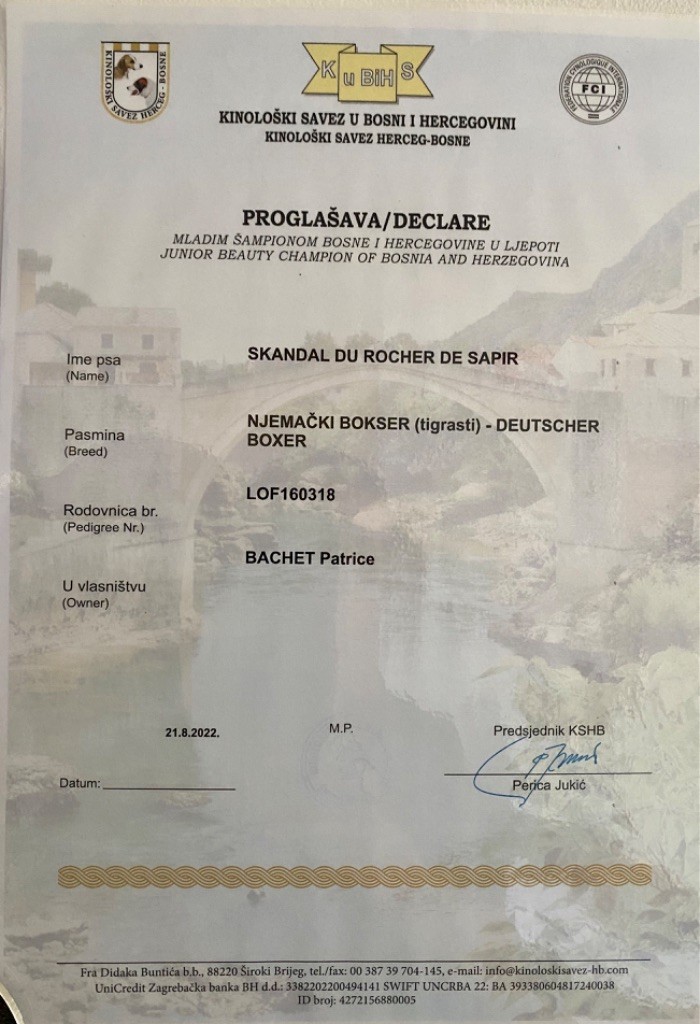 KINOLOŠKI SAVEZ HERCEG - BOSNE
K u BiH S
FEDERATION CYNOLOGIQUE INTERNATIONALE
FCI
KINOLOŠKI SAVEZ U BOSNI I HERCEGOVINI
KINOLOŠKI SAVEZ HERCEG-BOSNE
PROGLAŠAVA/DECLARE
MLADIM ŠAMPIONOM BOSNE I HERCEGOVINE U LJEPOTI
JUNIOR BEAUTY CHAMPION OF BOSNIA AND HERZEGOVINA
Ime psa
(Name)
SKANDAL DU ROCHER DE SAPIR
Pasmina
(Breed)
NJEMAČKI BOKSER (tigrasti) - DEUTSCHER
BOXER
Rodovnica br.
(Pedigree Nr.)
LOF160318
U vlasništvu
(Owner)
BACHET Patrice
21.8.2022.
M.P.
Predsjednik KSHB
Datum:
Perica Jukić
Fra Didaka Buntića b.b., 88220 Široki Brijeg, tel./fax: 00 387 39 704-145, e-mail: info@kinoloskisavez-hb.com
UniCredit Zagrebačka banka BH d.d.: 3382202200494141 SWIFT UNCRBA 22: BA 393380604817240038
ID broj: 4272156880005